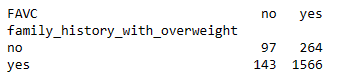 FAVC no yes
family_history_with_overweight
no 97 264
yes 143 1566